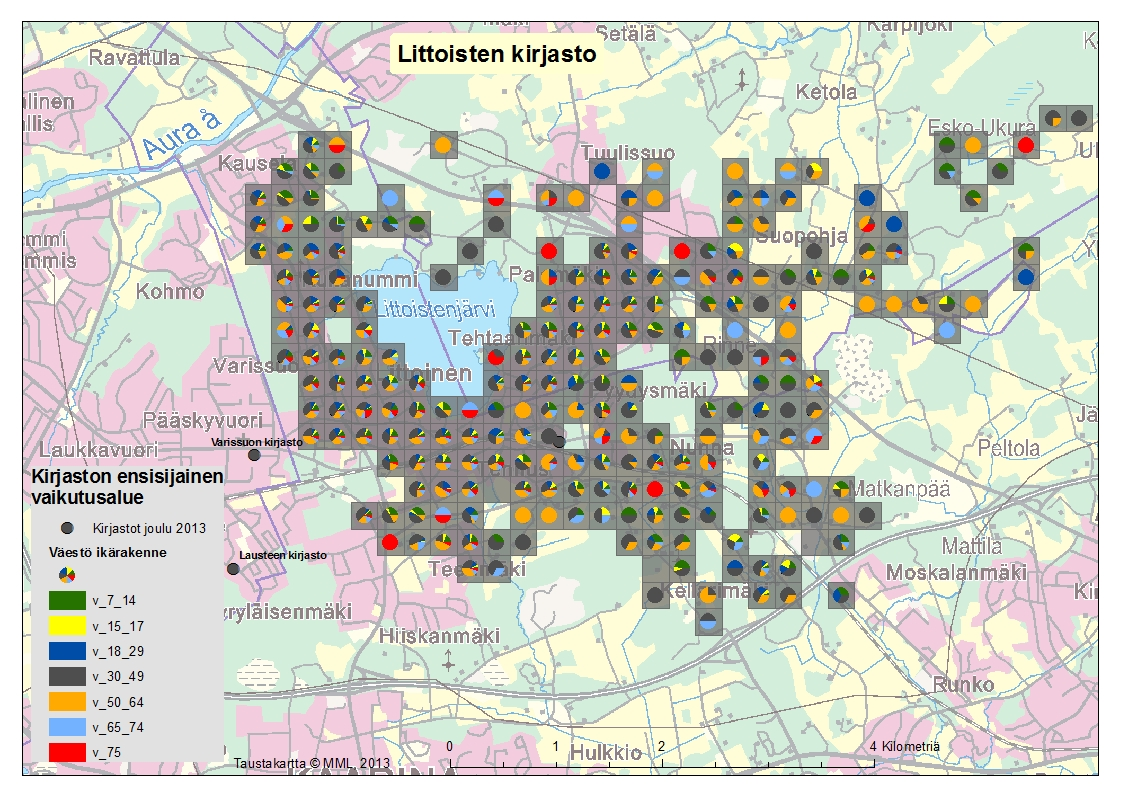 Littoisten kirjasto
Setälä
Karpijoki
Ravattula
Ketola
Aura å
Esko-Ukura
Tuulissuo
Kohmo
Suopohja
Littoistenjärvi
Varissuo
Pääskyvuori
Varissuon kirjasto
Laukkavuori
Peltola
Kirjaston ensisijainen
vaikutusalue
Matkanpää
Kirjastot joulu 2013
Väestö ikärakenne
Mattila
Lausteen kirjasto
Moskalanmäki
v_7_14
v_15_17
v_18_29
v_30_49
v_50_64
v_65_74
v_75
Hiiskanmäki
Runko
0 1 2 4 Kilometriä
Hulkkio
Taustakartta © MML, 2013
KAARINA